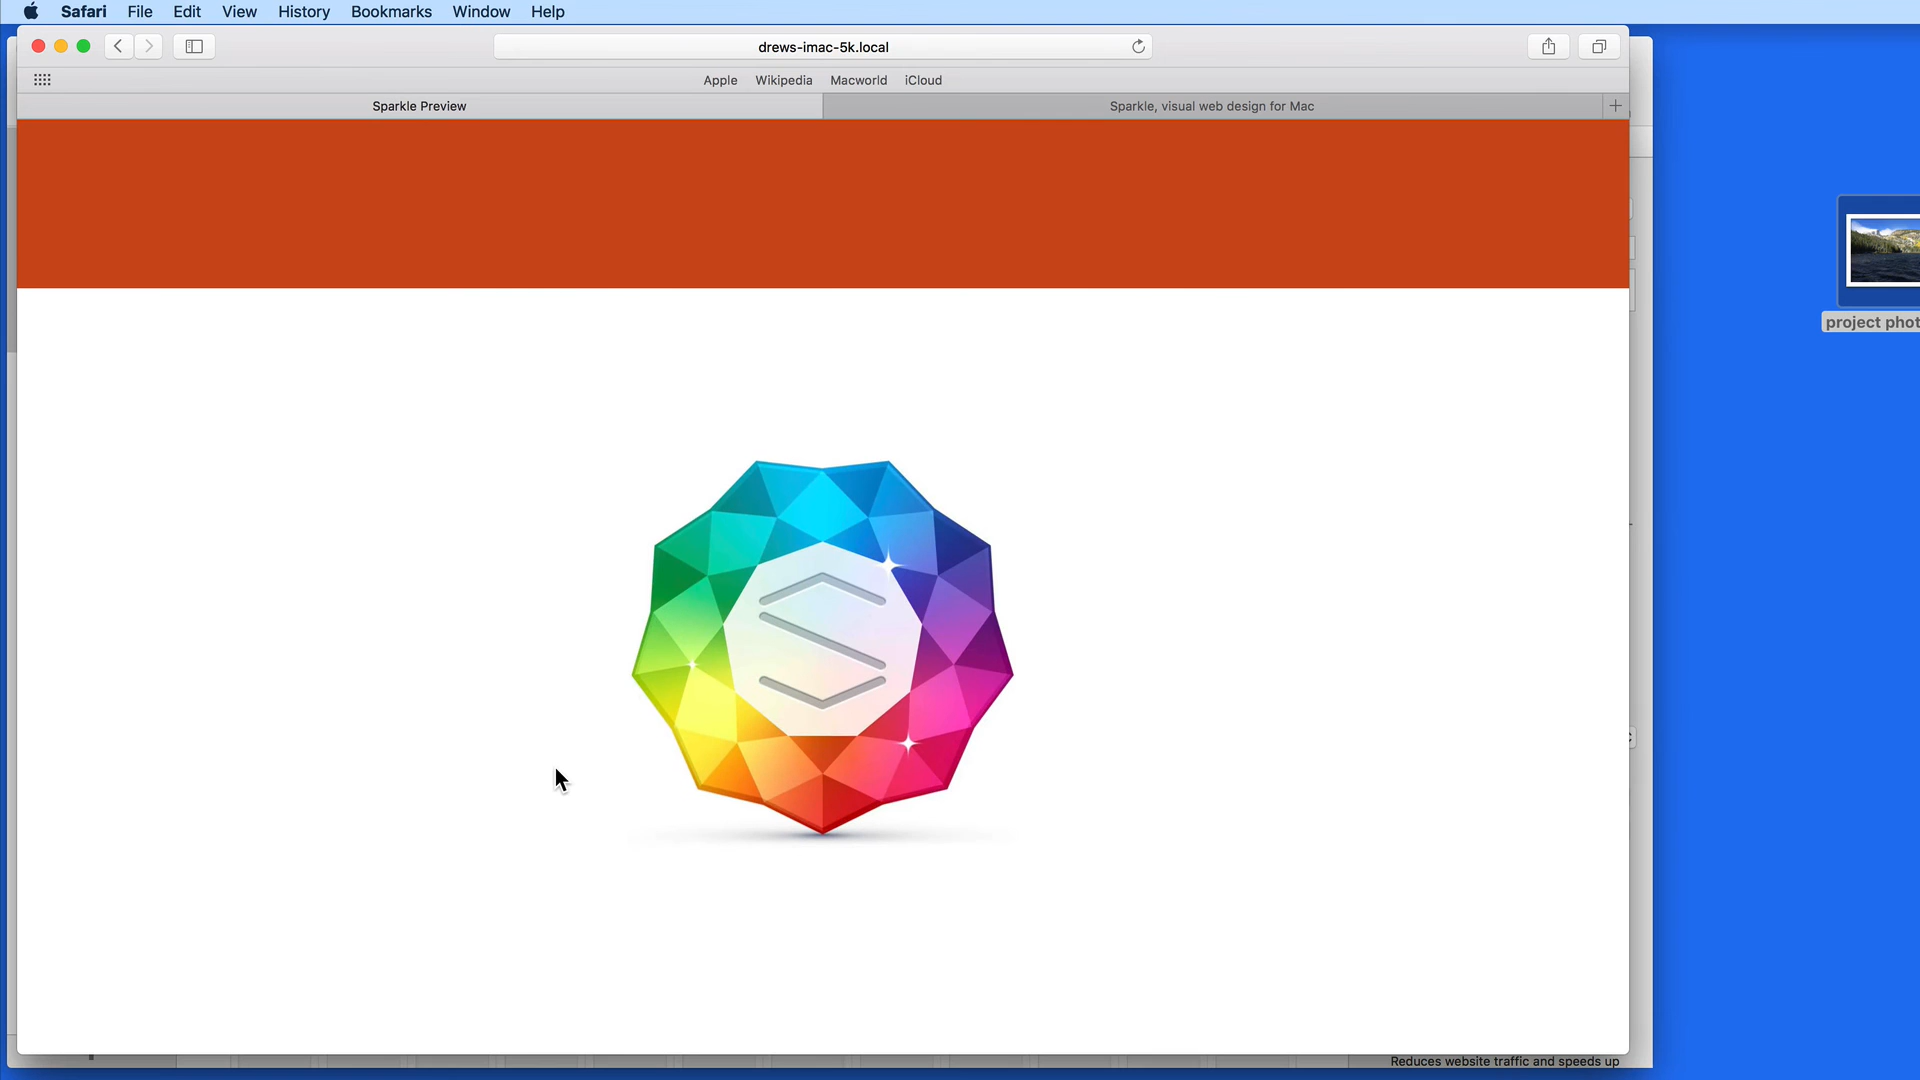 Safari File Edit View History Bookmarks Window Help
drews-imac-5k.local
Apple Wikipedia Macworld iCloud
Sparkle Preview Sparkle, visual web design for Mac
project phot
Reduces website traffic and speeds up